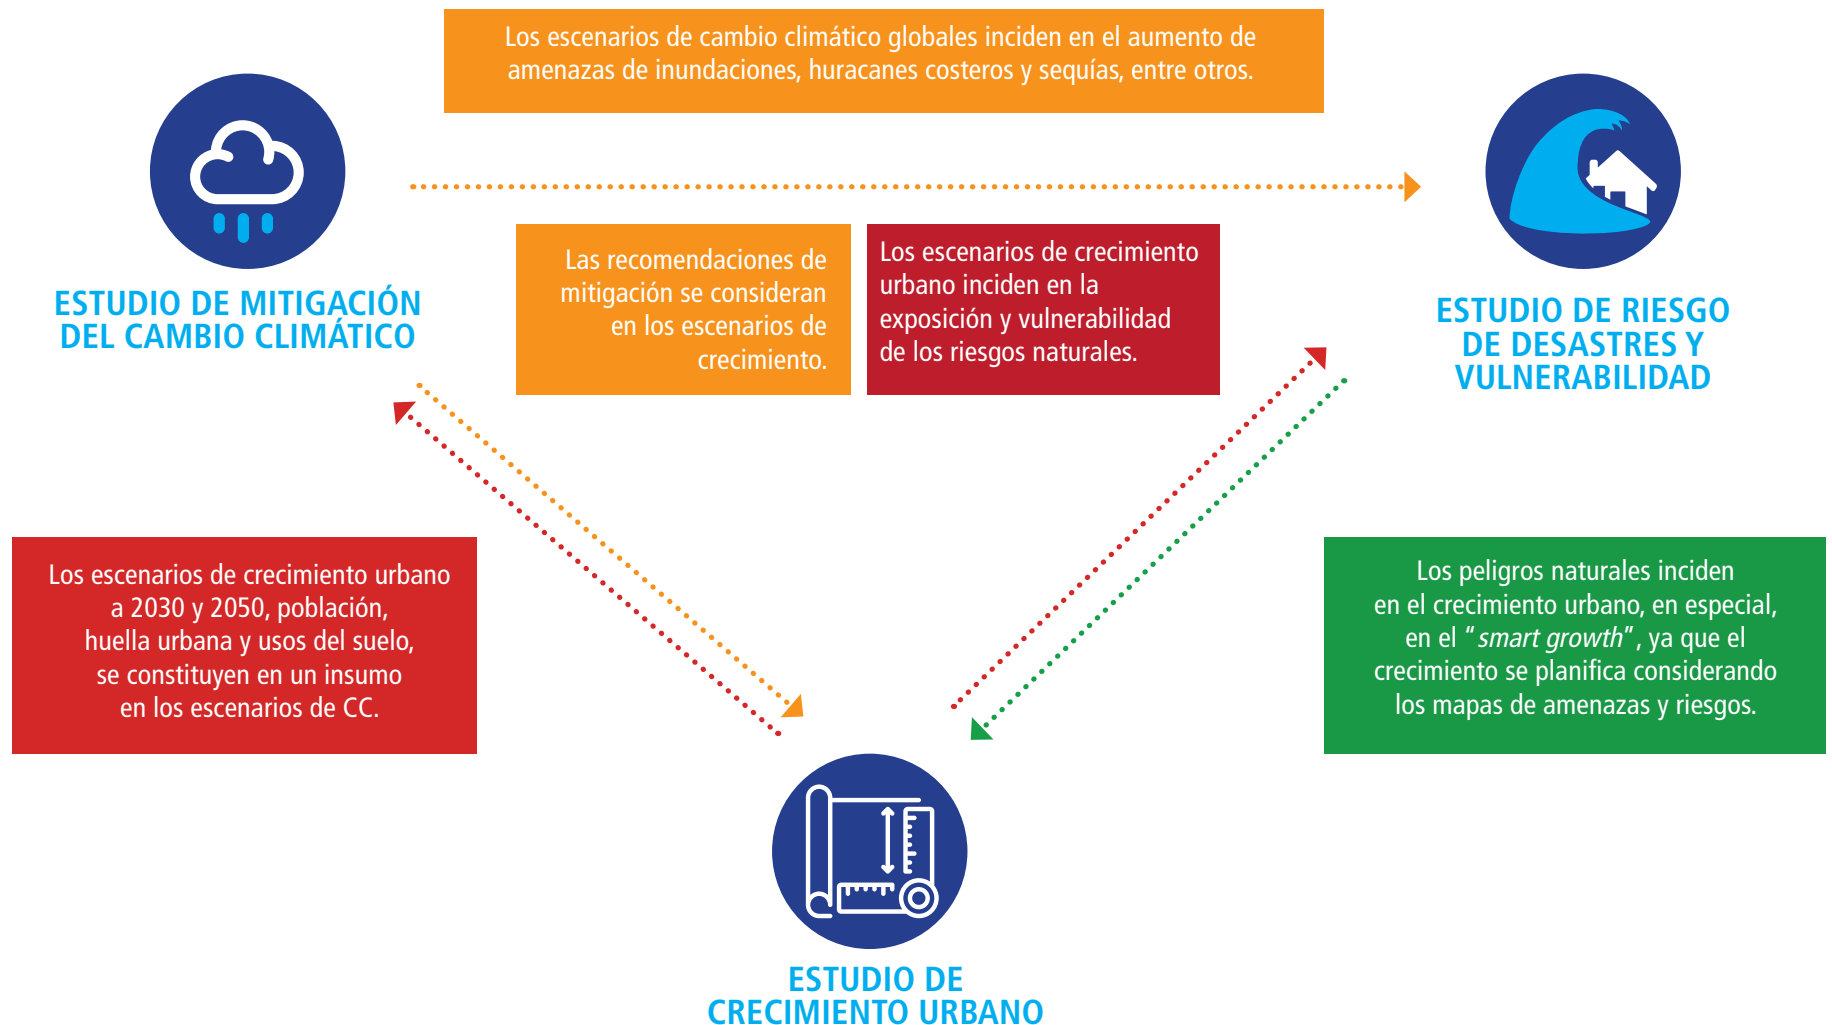 Los escenarios de cambio climático globales inciden en el aumento de
amenazas de inundaciones, huracanes costeros y sequías, entre otros.
ESTUDIO DE MITIGACIÓN
DEL CAMBIO CLIMÁTICO
Las recomendaciones de
mitigación se consideran
en los escenarios de
crecimiento.
Los escenarios de crecimiento
urbano inciden en la
exposición y vulnerabilidad
de los riesgos naturales.
ESTUDIO DE RIESGO
DE DESASTRES Y
VULNERABILIDAD
Los escenarios de crecimiento urbano
a 2030 y 2050, población,
huella urbana y usos del suelo,
se constituyen en un insumo
en los escenarios de CC.
Los peligros naturales inciden
en el crecimiento urbano, en especial,
en el "smart growth", ya que el
crecimiento se planifica considerando
los mapas de amenazas y riesgos.
ESTUDIO DE
CRECIMIENTO URBANO